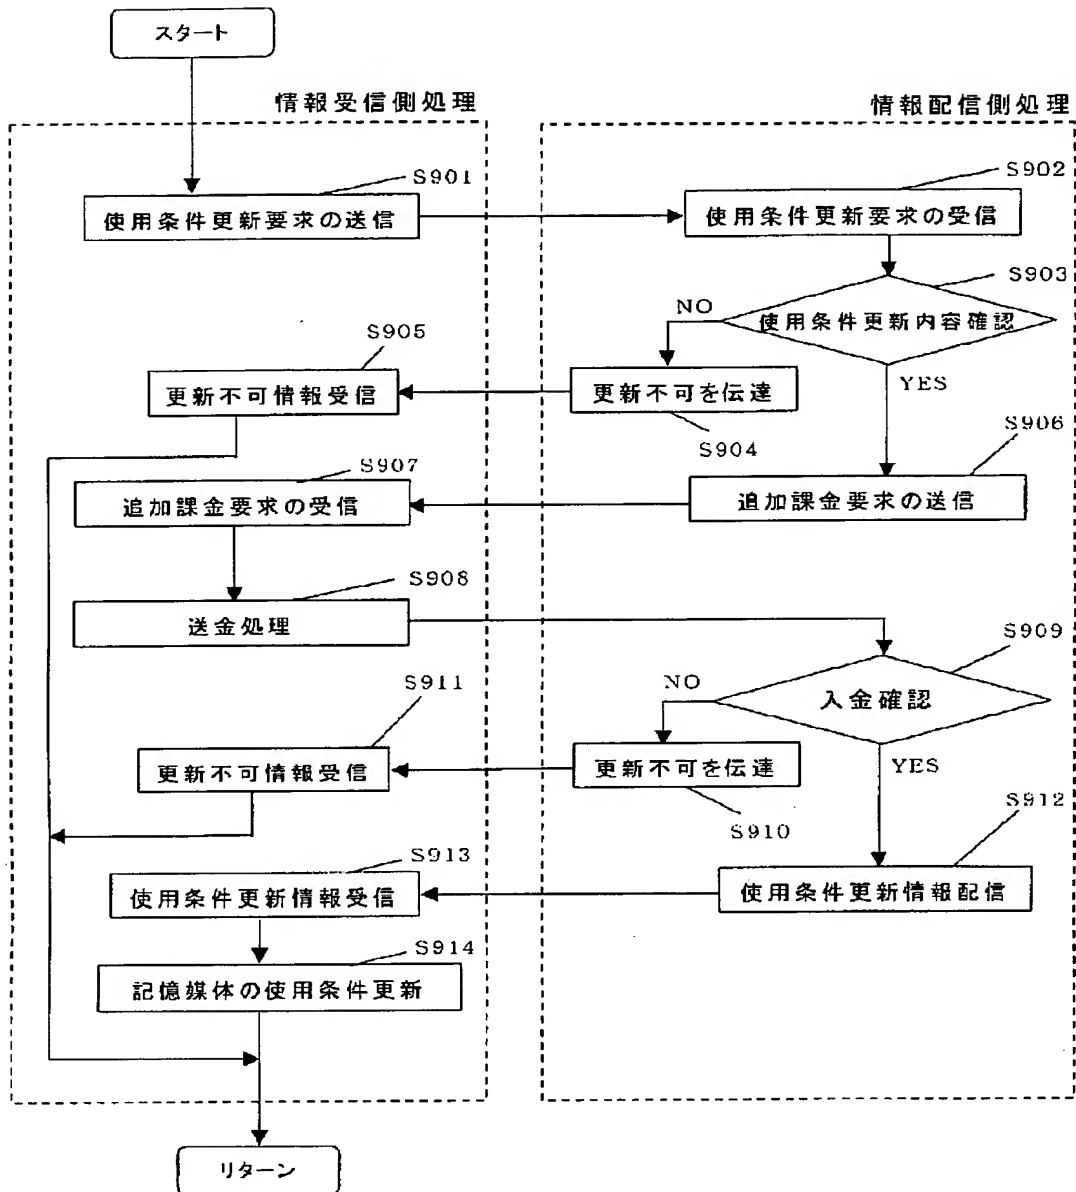 スタート
情報受信側処理
情報配信側処理
S901
使用条件更新要求の送信
S902
使用条件更新要求の受信
S903
使用条件更新内容確認
NO
YES
S905
更新不可情報受信
更新不可を伝達
S904
S906
追加課金要求の送信
S907
追加課金要求の受信
S908
送金処理
S909
入金確認
NO
YES
S911
更新不可情報受信
更新不可を伝達
S910
S912
使用条件更新情報配信
S913
使用条件更新情報受信
S914
記憶媒体の使用条件更新
リターン